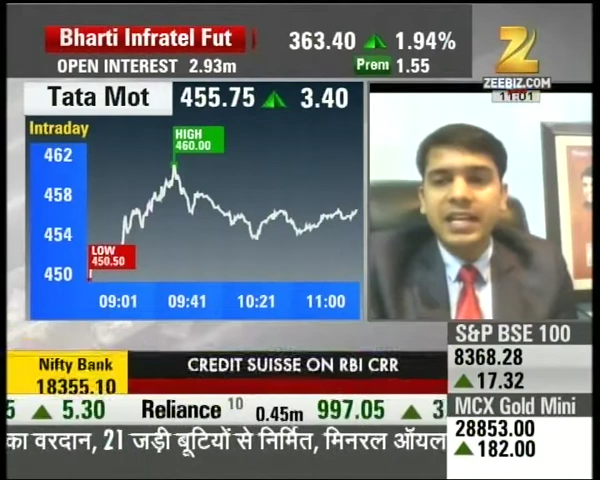 Bharti Infratel Fut
363.40 1.94%
OPEN INTEREST 2.93m
Prem 1.55
ZEEBIZ.COM
11:01
Tata Mot 455.75 3.40
Intraday
462
458
454
450
HIGH
460.00
LOW
450.50
09:01 09:41 10:21 11:00
S&P BSE 100
8368.28
17.32
Nifty Bank
18355.10
CREDIT SUISSE ON RBI CRR
5 5.30 Reliance 10 0.45m 997.05 3
MCX Gold Mini
28853.00
182.00
का वरदान, 21 जड़ी बूटियों से निर्मित, मिनरल ऑयल